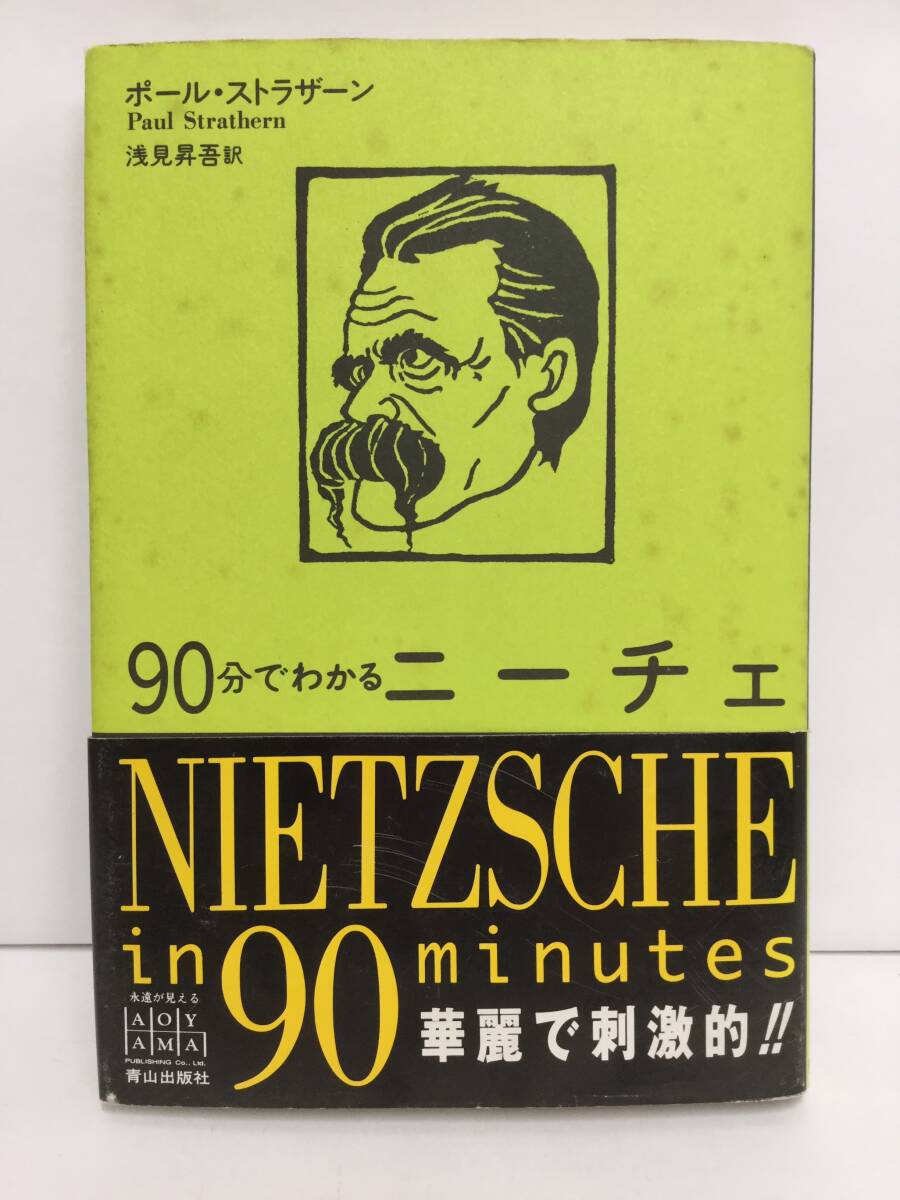 ポール・ストラザーン
Paul Strathern
浅見昇吾訳
90分でわかるニーチェ
NIETZSCHE
in 90 minutes
永遠が見える
AOY
AMA
PUBLISHING Co., Ltd.
青山出版社
華麗で刺激的!!